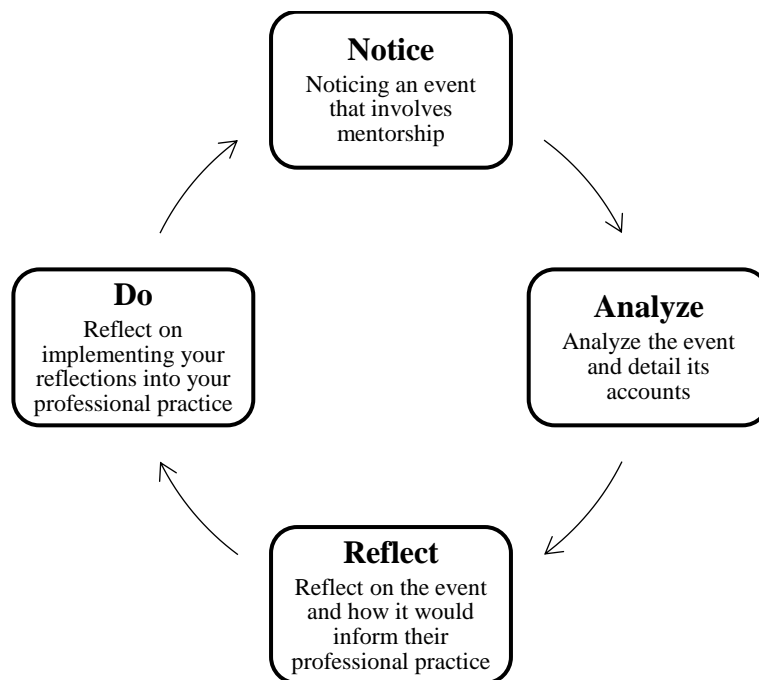 Notice
Noticing an event
that involves
mentorship
Analyze
Analyze the event
and detail its
accounts
Reflect
Reflect on the event
and how it would
inform their
professional practice
Do
Reflect on
implementing your
reflections into your
professional practice